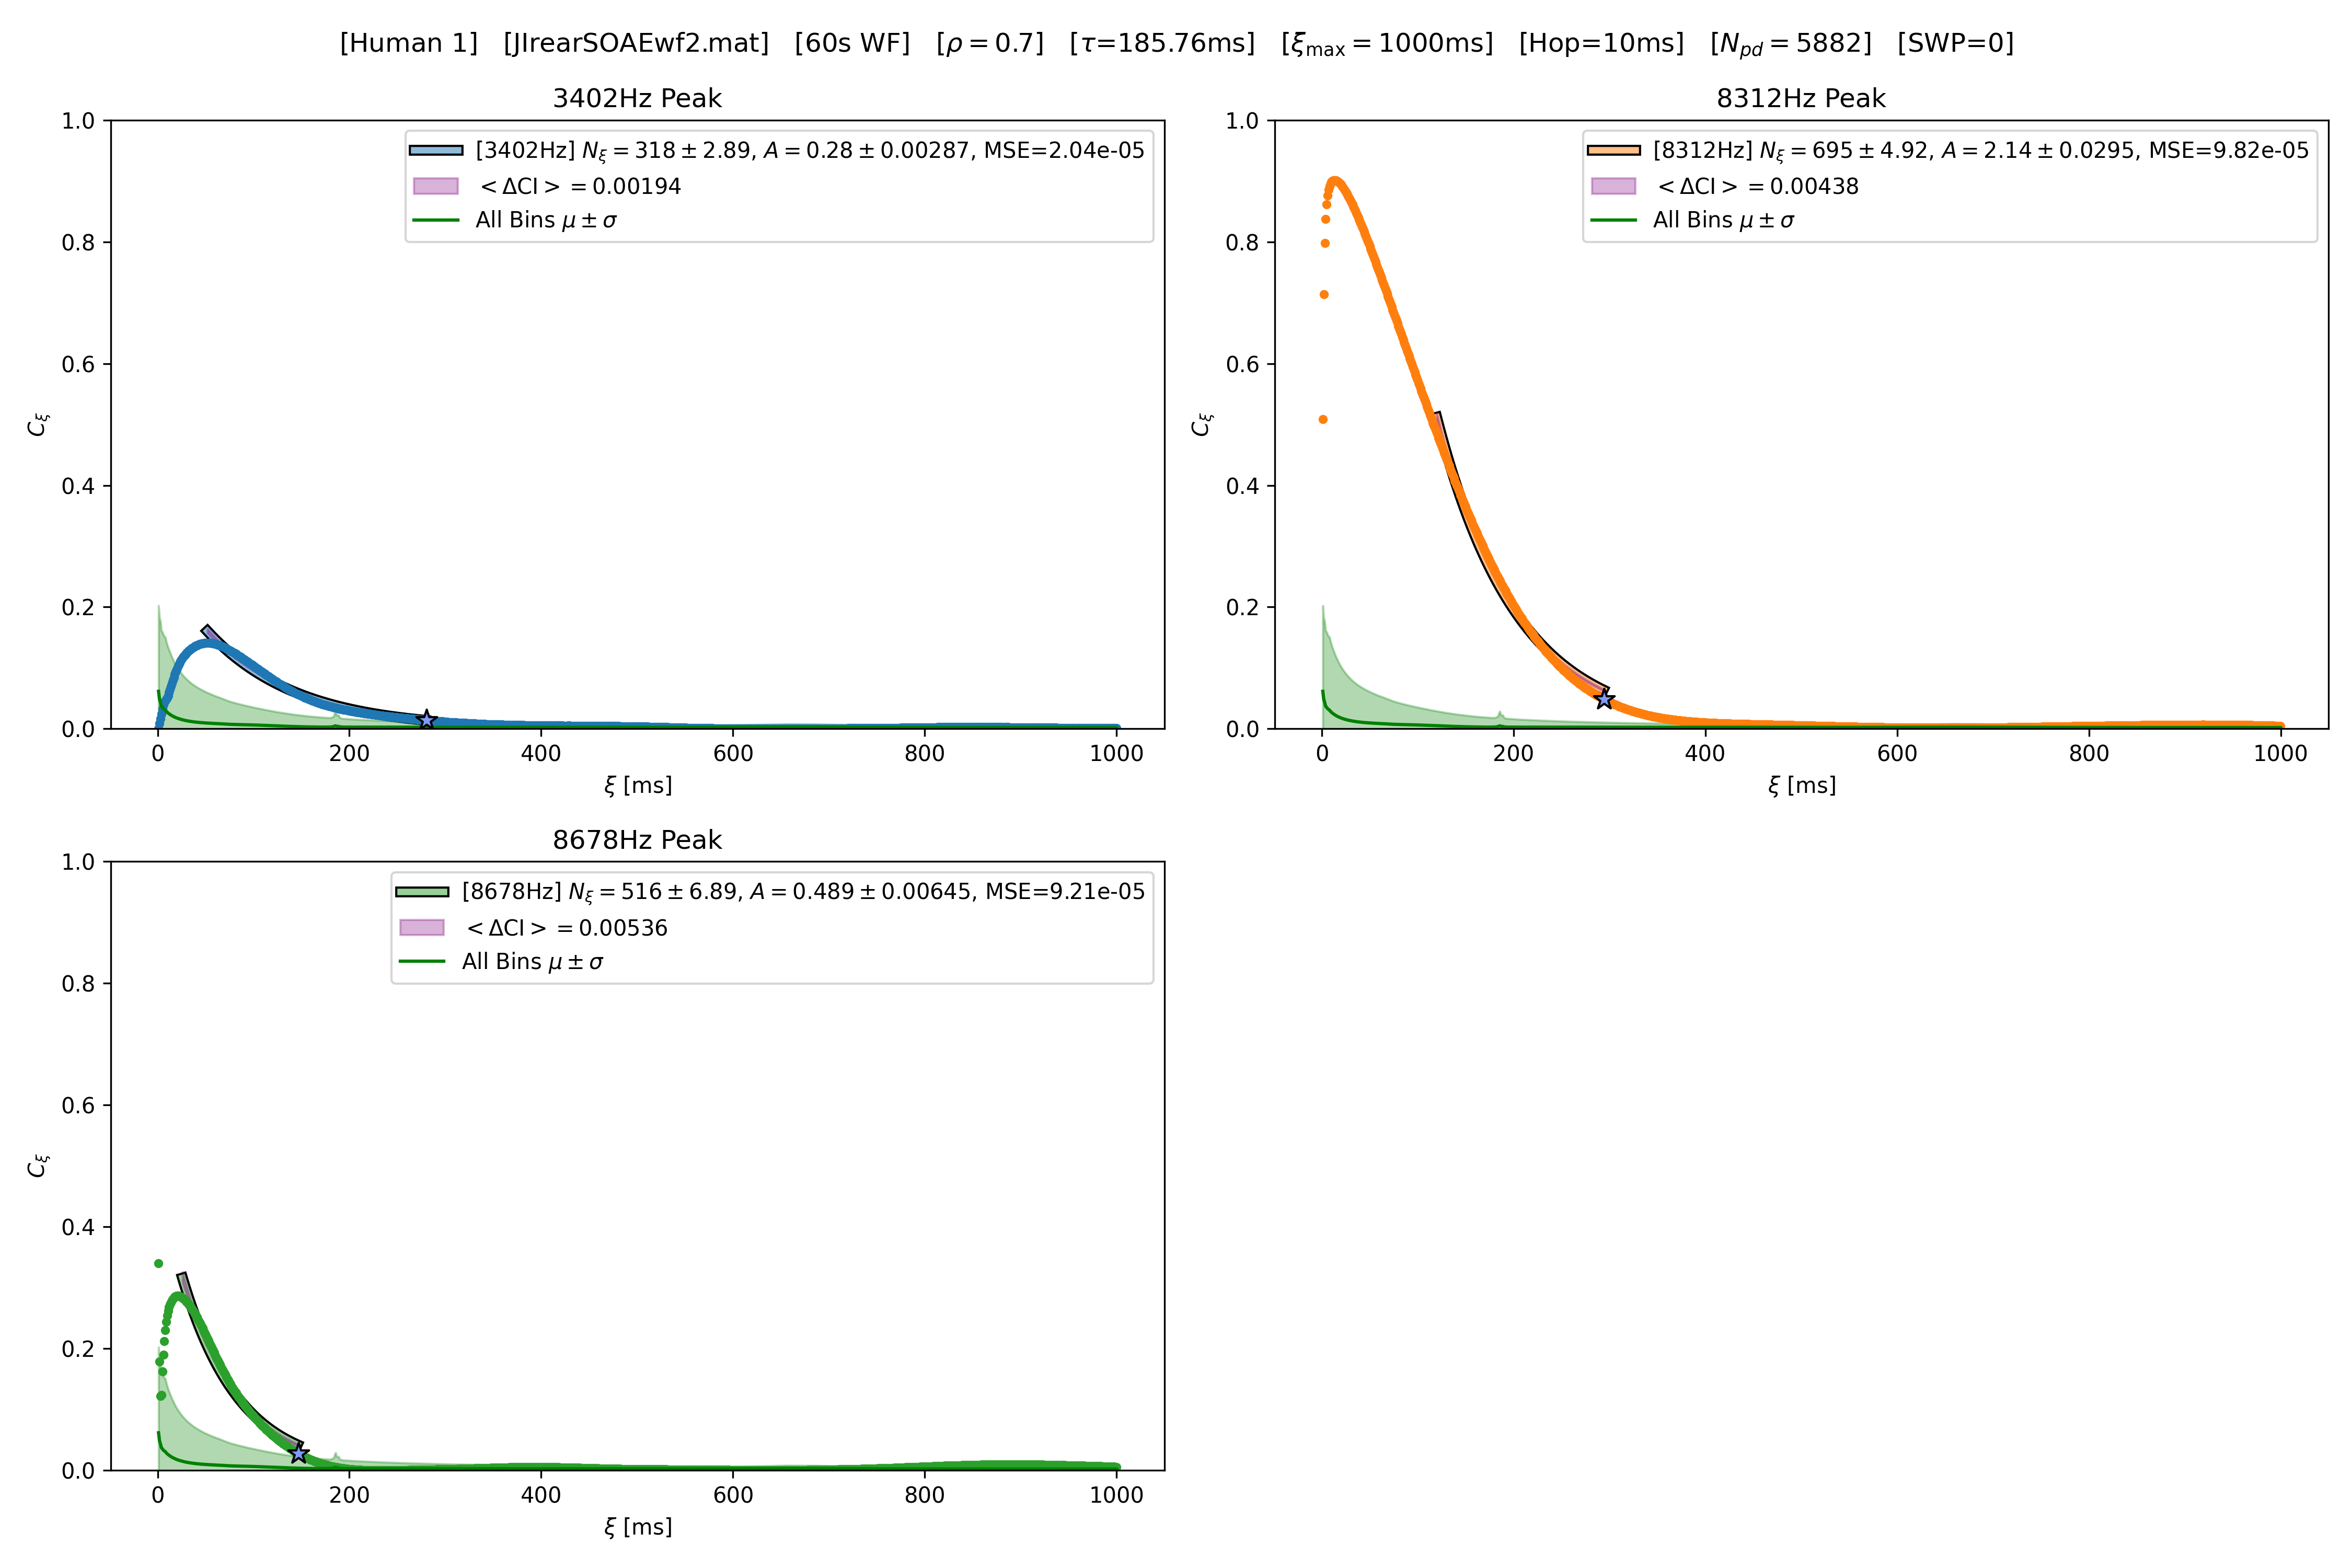 [Human 1] [JIrearSOAEwf2.mat] [60s WF] [ρ = 0.7] [τ=185.76ms] [ξmax = 1000ms] [Hop=10ms] [Npd = 5882] [SWP=0]
3402Hz Peak
[3402Hz] Nξ = 318 ± 2.89, A = 0.28 ± 0.00287, MSE=2.04e-05
< ΔCI > = 0.00194
All Bins μ ± σ
1.0
0.8
0.6
0.4
0.2
0.0
Cξ
0 200 400 600 800 1000
ξ [ms]
8312Hz Peak
[8312Hz] Nξ = 695 ± 4.92, A = 2.14 ± 0.0295, MSE=9.82e-05
< ΔCI > = 0.00438
All Bins μ ± σ
1.0
0.8
0.6
0.4
0.2
0.0
Cξ
0 200 400 600 800 1000
ξ [ms]
8678Hz Peak
[8678Hz] Nξ = 516 ± 6.89, A = 0.489 ± 0.00645, MSE=9.21e-05
< ΔCI > = 0.00536
All Bins μ ± σ
1.0
0.8
0.6
0.4
0.2
0.0
Cξ
0 200 400 600 800 1000
ξ [ms]